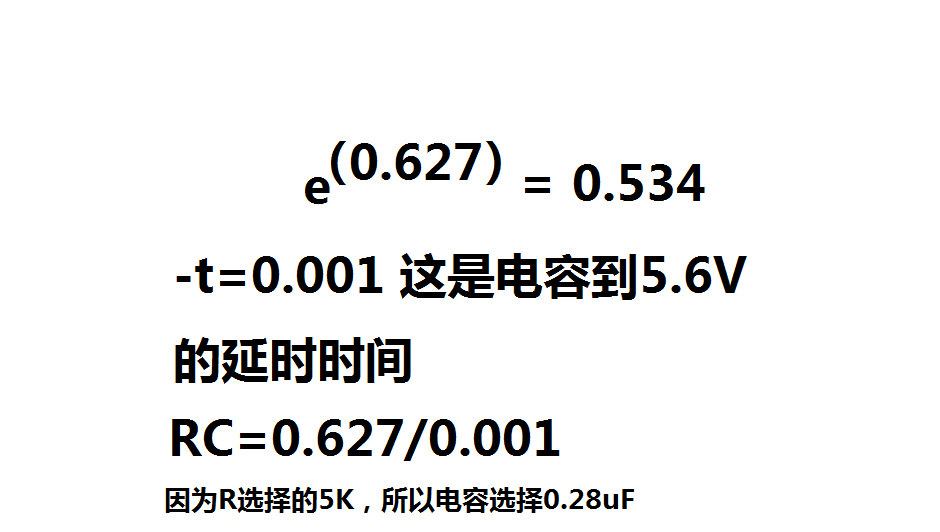 e(0.627) = 0.534
-t=0.001 这是电容到5.6V
的延时时间
RC=0.627/0.001
因为R选择的5K，所以电容选择0.28uF